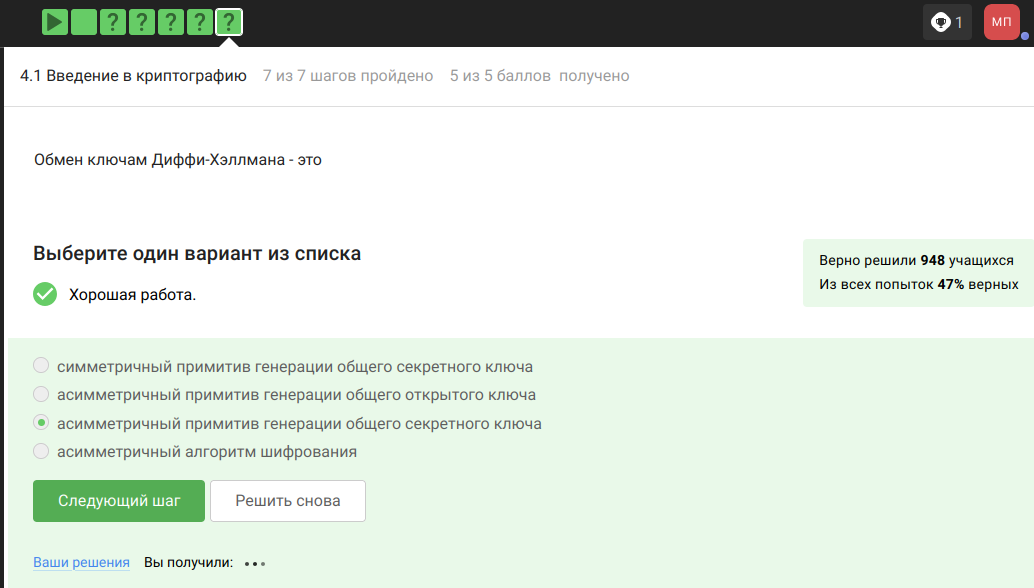 ? ? ? ? ?
1
МП
4.1 Введение в криптографию 7 из 7 шагов пройдено 5 из 5 баллов получено
Обмен ключам Диффи-Хэллмана - это
Выберите один вариант из списка
Хорошая работа.
Верно решили 948 учащихся
Из всех попыток 47% верных
симметричный примитив генерации общего секретного ключа
асимметричный примитив генерации общего открытого ключа
асимметричный примитив генерации общего секретного ключа
асимметричный алгоритм шифрования
Следующий шаг Решить снова
Ваши решения Вы получили: •••